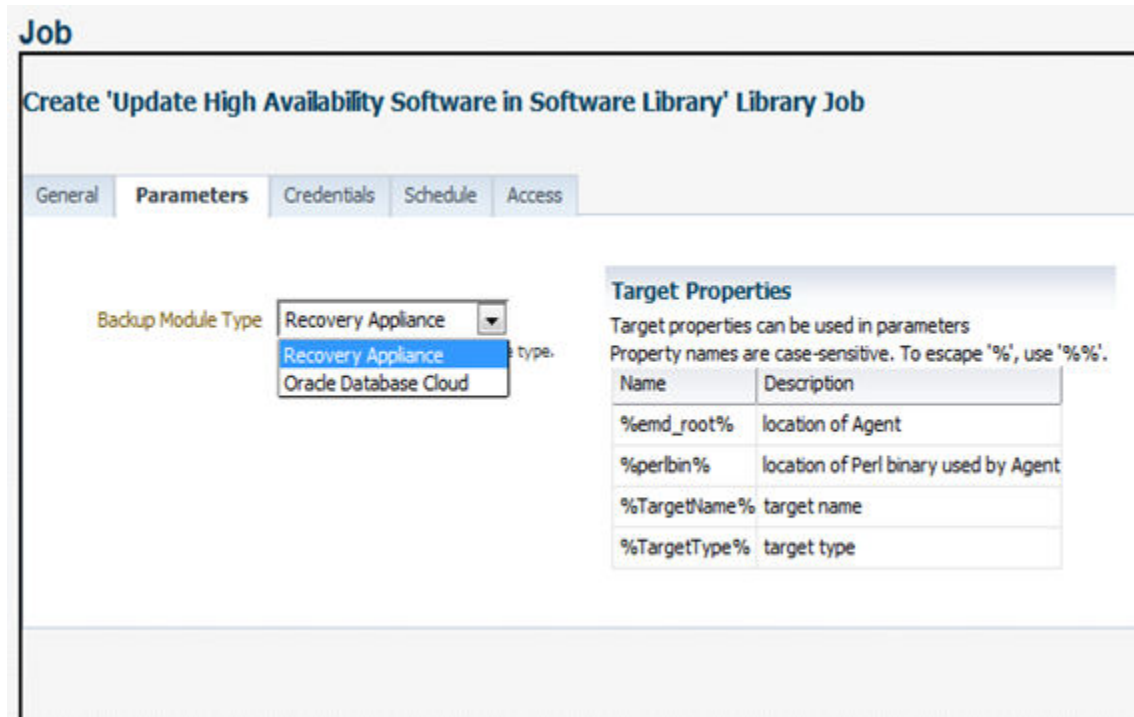 Job
Create 'Update High Availability Software in Software Library' Library Job
General
Parameters
Credentials
Schedule
Access
Backup Module Type
Recovery Appliance
Recovery Appliance
Oracle Database Cloud
type.
Target Properties
Target properties can be used in parameters
Property names are case-sensitive. To escape '%', use '%%'.
Name Description
%emd_root% location of Agent
%perlbin% location of Perl binary used by Agent
%TargetName% target name
%TargetType% target type